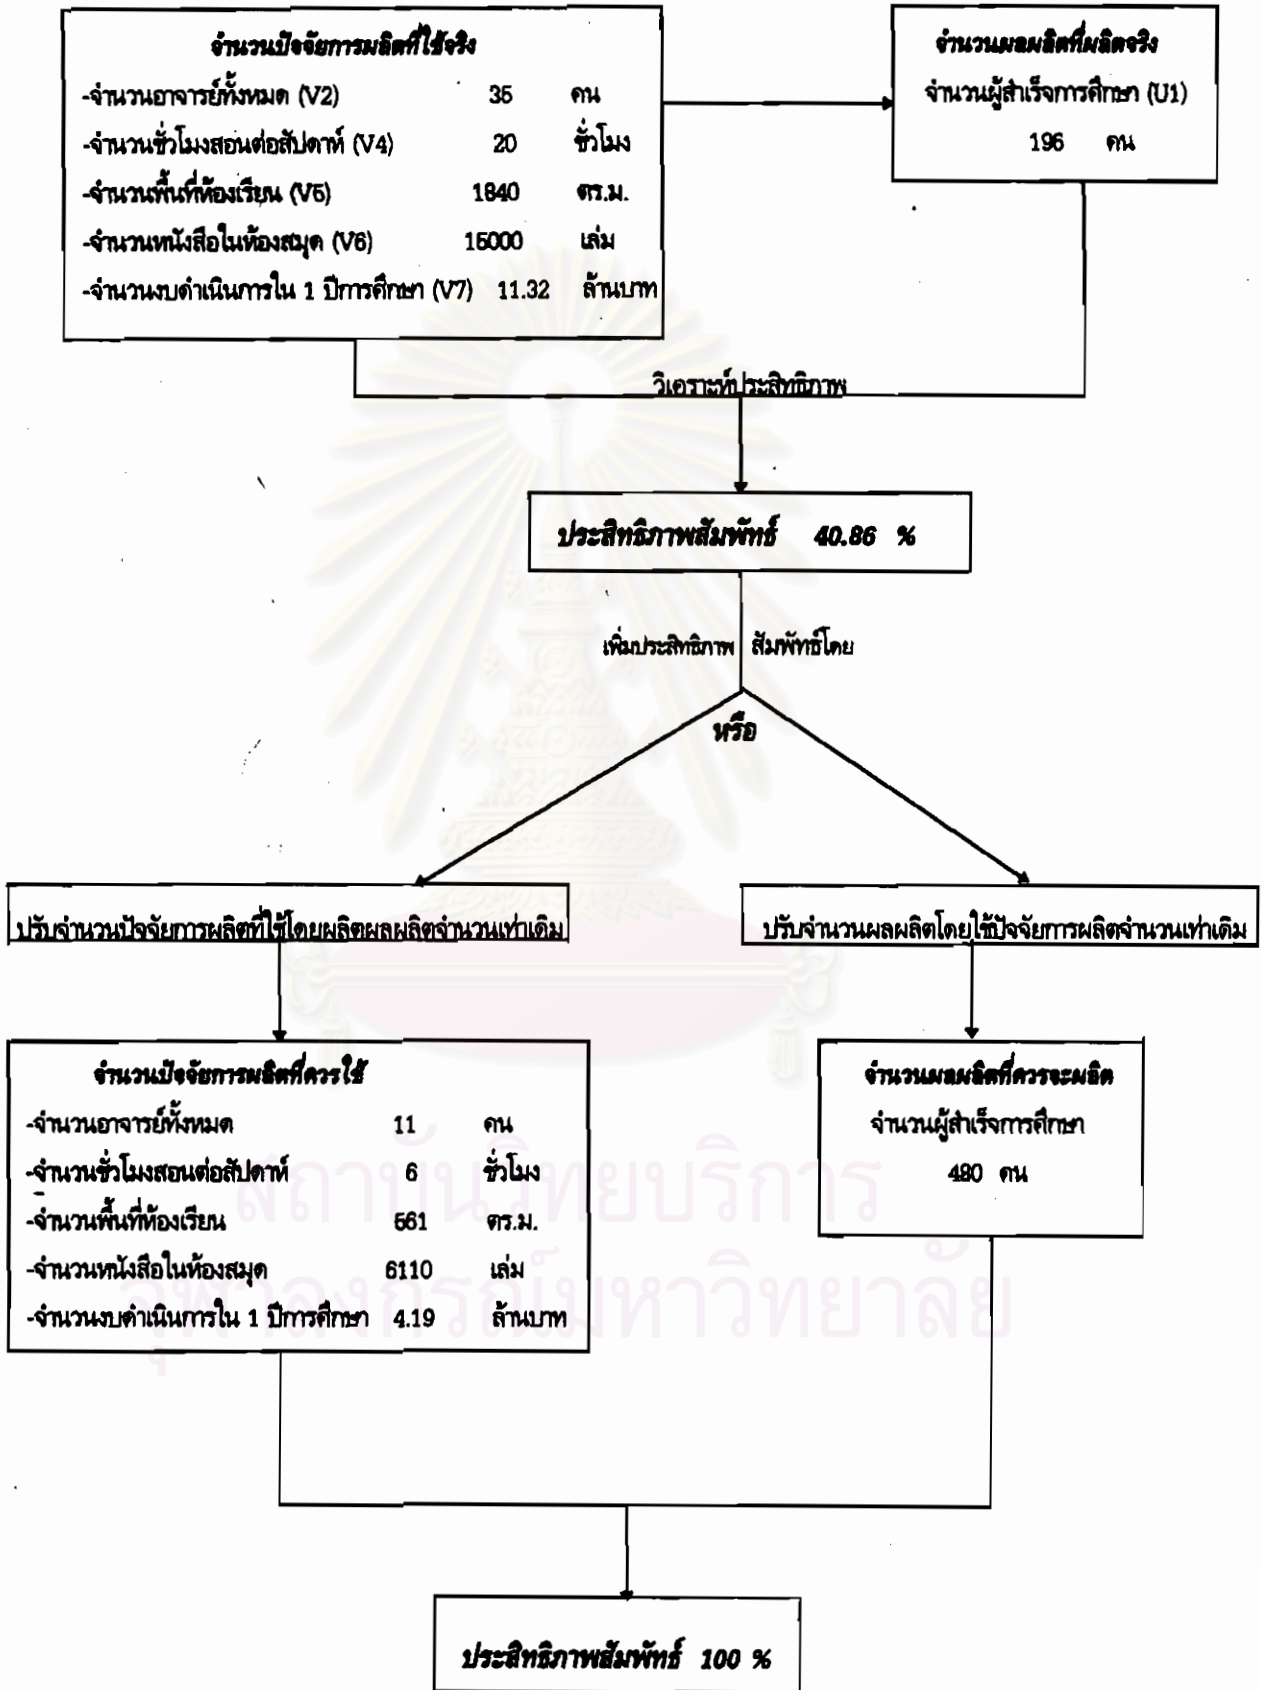 จำนวนปัจจัยการผลิตที่ใช้จริง
-จำนวนอาจารย์ทั้งหมด (V2) 35 คน
-จำนวนชั่วโมงสอนต่อสัปดาห์ (V4) 20 ชั่วโมง
-จำนวนพื้นที่ห้องเรียน (V5) 1840 ตร.ม.
-จำนวนหนังสือในห้องสมุด (V6) 15000 เล่ม
-จำนวนงบดำเนินการใน 1 ปีการศึกษา (V7) 11.32 ล้านบาท
จำนวนผลผลิตที่ผลิตจริง
จำนวนผู้สำเร็จการศึกษา (U1)
196 คน
วิเคราะห์ประสิทธิภาพ
ประสิทธิภาพสัมพัทธ์ 40.86 %
เพิ่มประสิทธิภาพ สัมพัทธ์โดย
หรือ
ปรับจำนวนปัจจัยการผลิตที่ใช้โดยผลิตผลผลิตจำนวนเท่าเดิม
ปรับจำนวนผลผลิตโดยใช้ปัจจัยการผลิตจำนวนเท่าเดิม
จำนวนปัจจัยการผลิตที่ควรใช้
-จำนวนอาจารย์ทั้งหมด 11 คน
-จำนวนชั่วโมงสอนต่อสัปดาห์ 6 ชั่วโมง
-จำนวนพื้นที่ห้องเรียน 561 ตร.ม.
-จำนวนหนังสือในห้องสมุด 6110 เล่ม
-จำนวนงบดำเนินการใน 1 ปีการศึกษา 4.19 ล้านบาท
จำนวนผลผลิตที่ควรจะผลิต
จำนวนผู้สำเร็จการศึกษา
480 คน
สถาบันวิทยบริการ
จุฬาลงกรณ์มหาวิทยาลัย
ประสิทธิภาพสัมพัทธ์ 100 %